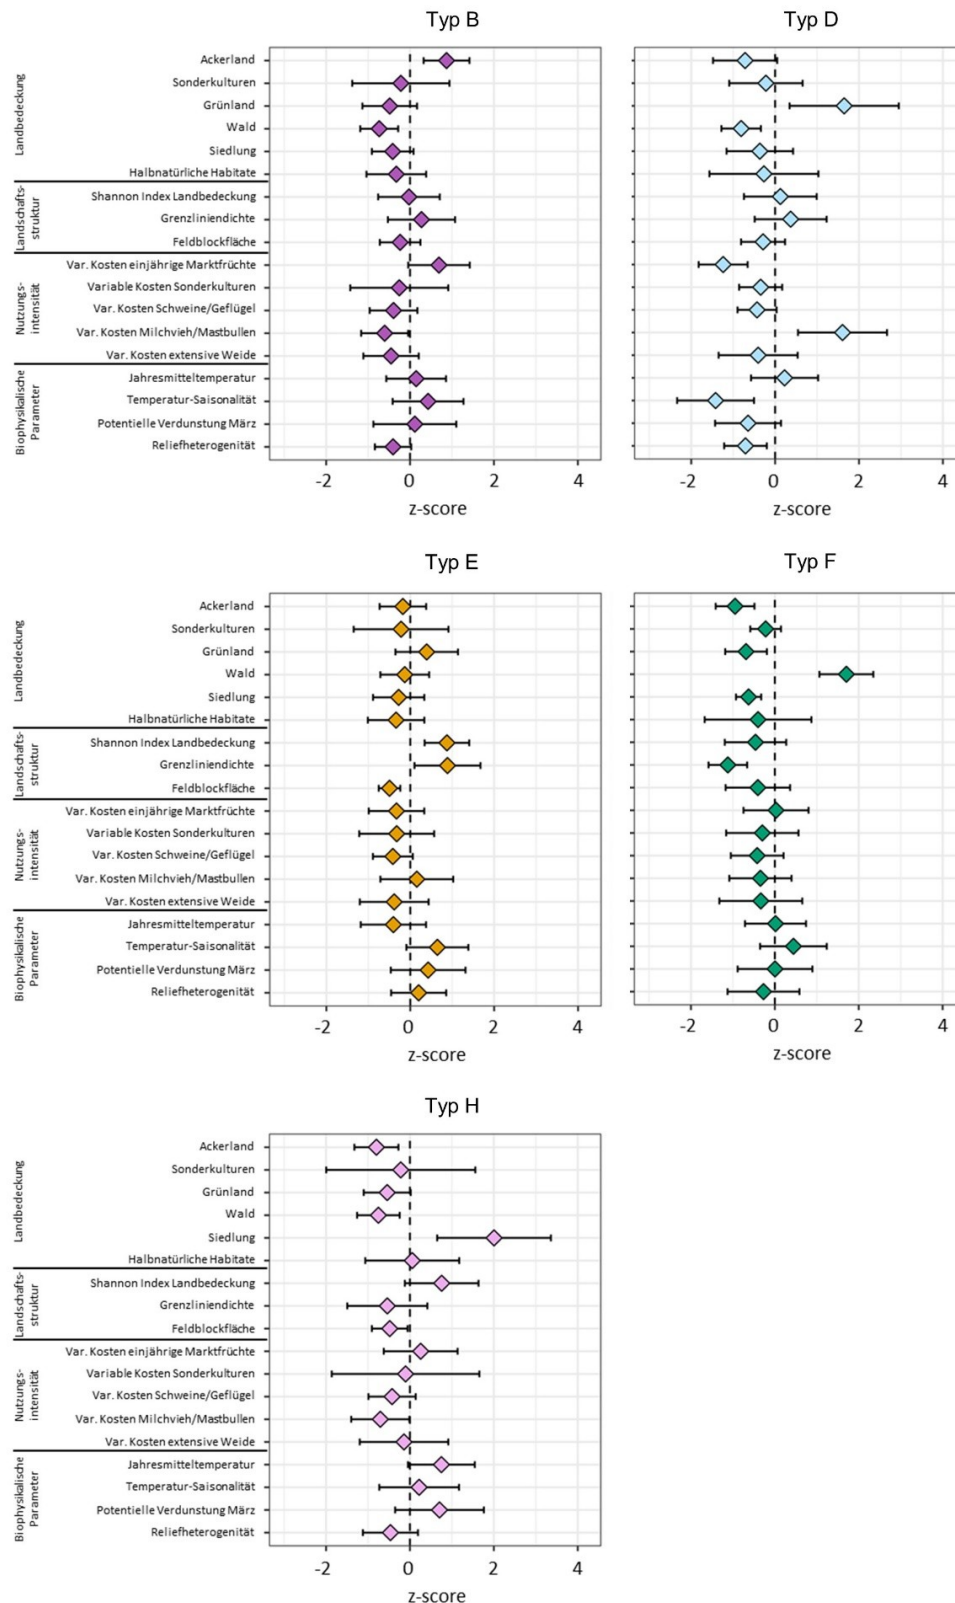 Typ B
Typ D
Landbedeckung
Ackerland
Sonderkulturen
Grünland
Wald
Siedlung
Halbnatürliche Habitate
Landschafts-
struktur
Shannon Index Landbedeckung
Grenzliniendichte
Feldblockfläche
Nutzungs-
intensität
Var. Kosten einjährige Marktfrüchte
Variable Kosten Sonderkulturen
Var. Kosten Schweine/Geflügel
Var. Kosten Milchvieh/Mastbullen
Var. Kosten extensive Weide
Biophysikalische
Parameter
Jahresmitteltemperatur
Temperatur-Saisonalität
Potentielle Verdunstung März
Reliefheterogenität
-2 0 2 4
z-score
-2 0 2 4
z-score
Typ E
Typ F
Landbedeckung
Ackerland
Sonderkulturen
Grünland
Wald
Siedlung
Halbnatürliche Habitate
Landschafts-
struktur
Shannon Index Landbedeckung
Grenzliniendichte
Feldblockfläche
Nutzungs-
intensität
Var. Kosten einjährige Marktfrüchte
Variable Kosten Sonderkulturen
Var. Kosten Schweine/Geflügel
Var. Kosten Milchvieh/Mastbullen
Var. Kosten extensive Weide
Biophysikalische
Parameter
Jahresmitteltemperatur
Temperatur-Saisonalität
Potentielle Verdunstung März
Reliefheterogenität
-2 0 2 4
z-score
-2 0 2 4
z-score
Typ H
Landbedeckung
Ackerland
Sonderkulturen
Grünland
Wald
Siedlung
Halbnatürliche Habitate
Landschafts-
struktur
Shannon Index Landbedeckung
Grenzliniendichte
Feldblockfläche
Nutzungs-
intensität
Var. Kosten einjährige Marktfrüchte
Variable Kosten Sonderkulturen
Var. Kosten Schweine/Geflügel
Var. Kosten Milchvieh/Mastbullen
Var. Kosten extensive Weide
Biophysikalische
Parameter
Jahresmitteltemperatur
Temperatur-Saisonalität
Potentielle Verdunstung März
Reliefheterogenität
-2 0 2 4
z-score